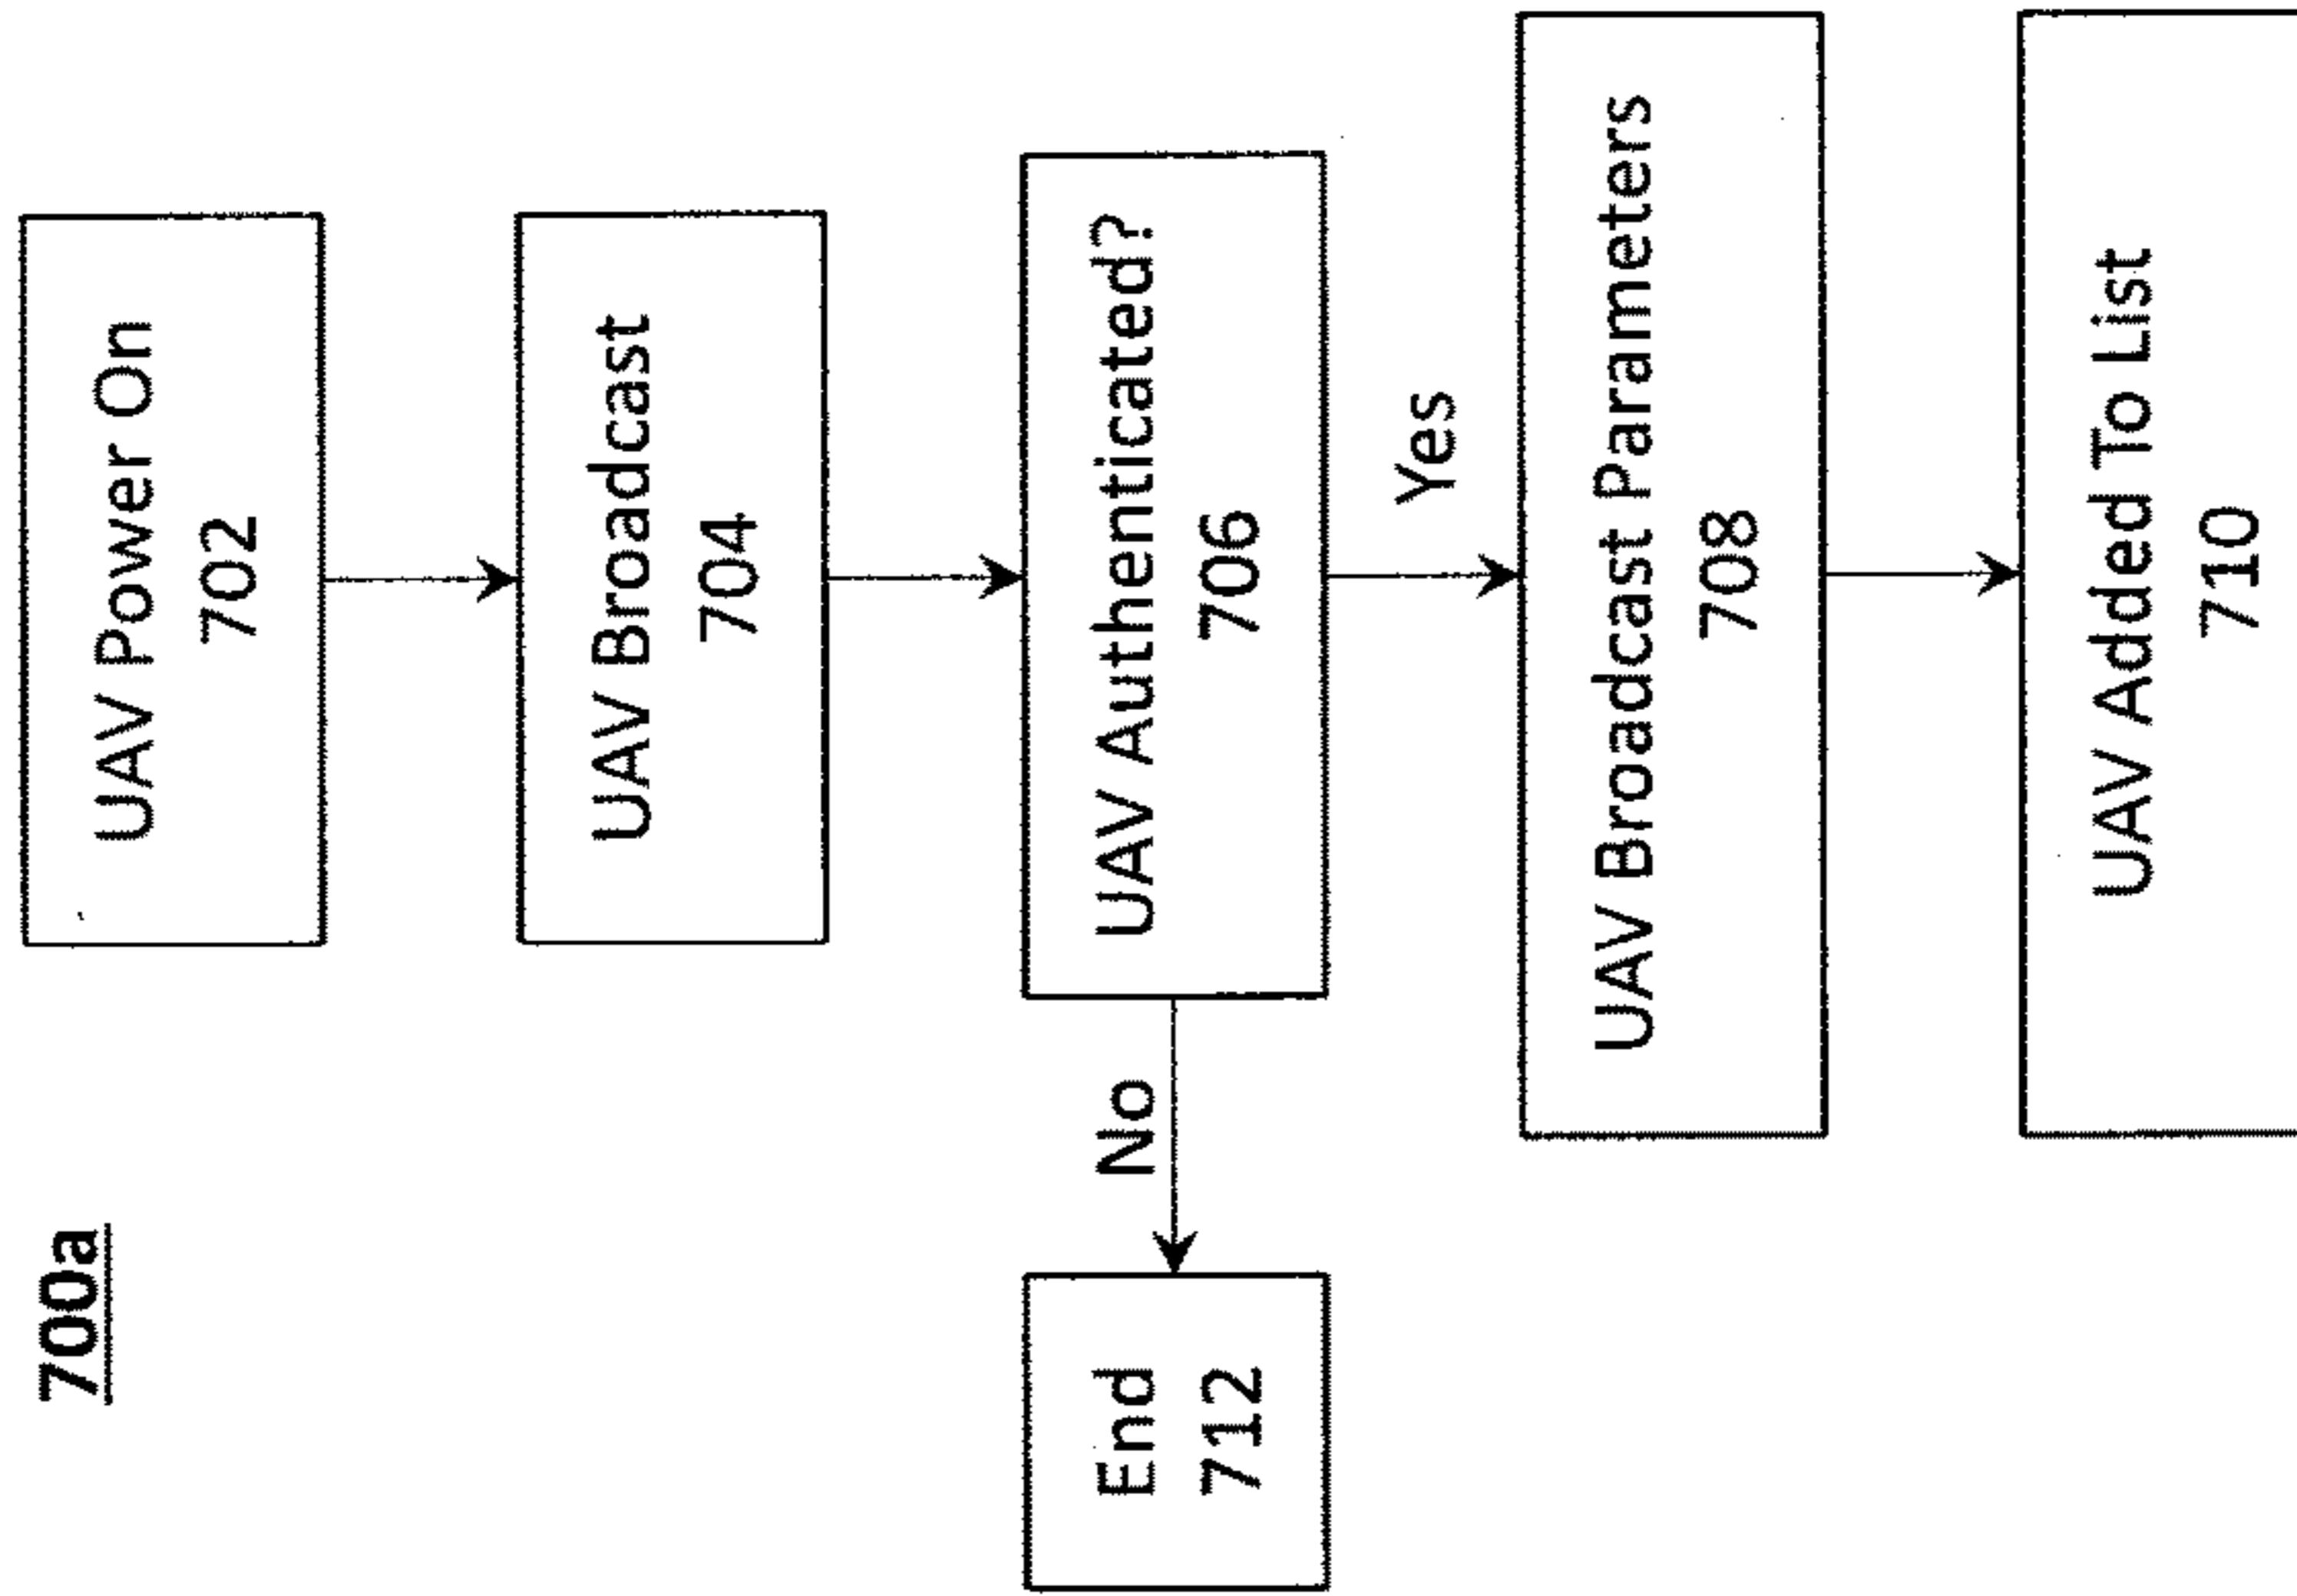 700a
UAV Power On
702
UAV Broadcast
704
UAV Authenticated?
706
No
End
712
Yes
UAV Broadcast Parameters
708
UAV Added To List
710